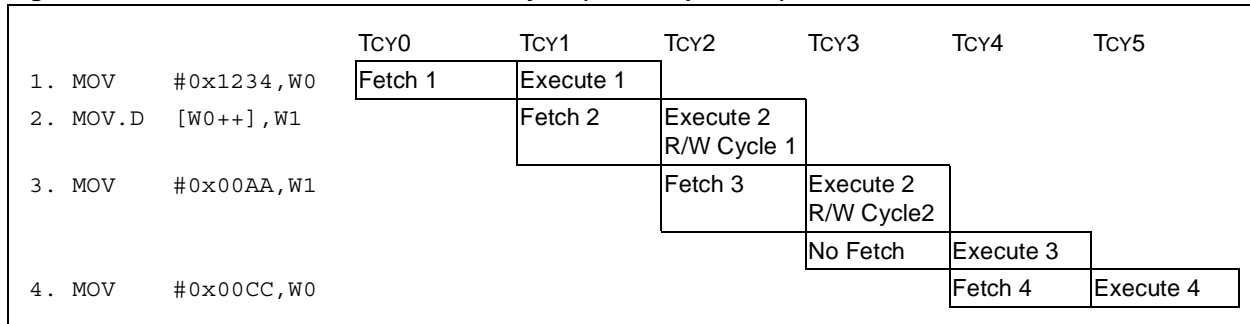 TCY0 TCY1 TCY2 TCY3 TCY4 TCY5
1. MOV #0x1234,W0 Fetch 1 Execute 1
2. MOV.D [W0++],W1 Fetch 2 Execute 2
R/W Cycle 1
3. MOV #0x00AA,W1 Fetch 3 Execute 2
R/W Cycle2
No Fetch Execute 3
4. MOV #0x00CC,W0 Fetch 4 Execute 4